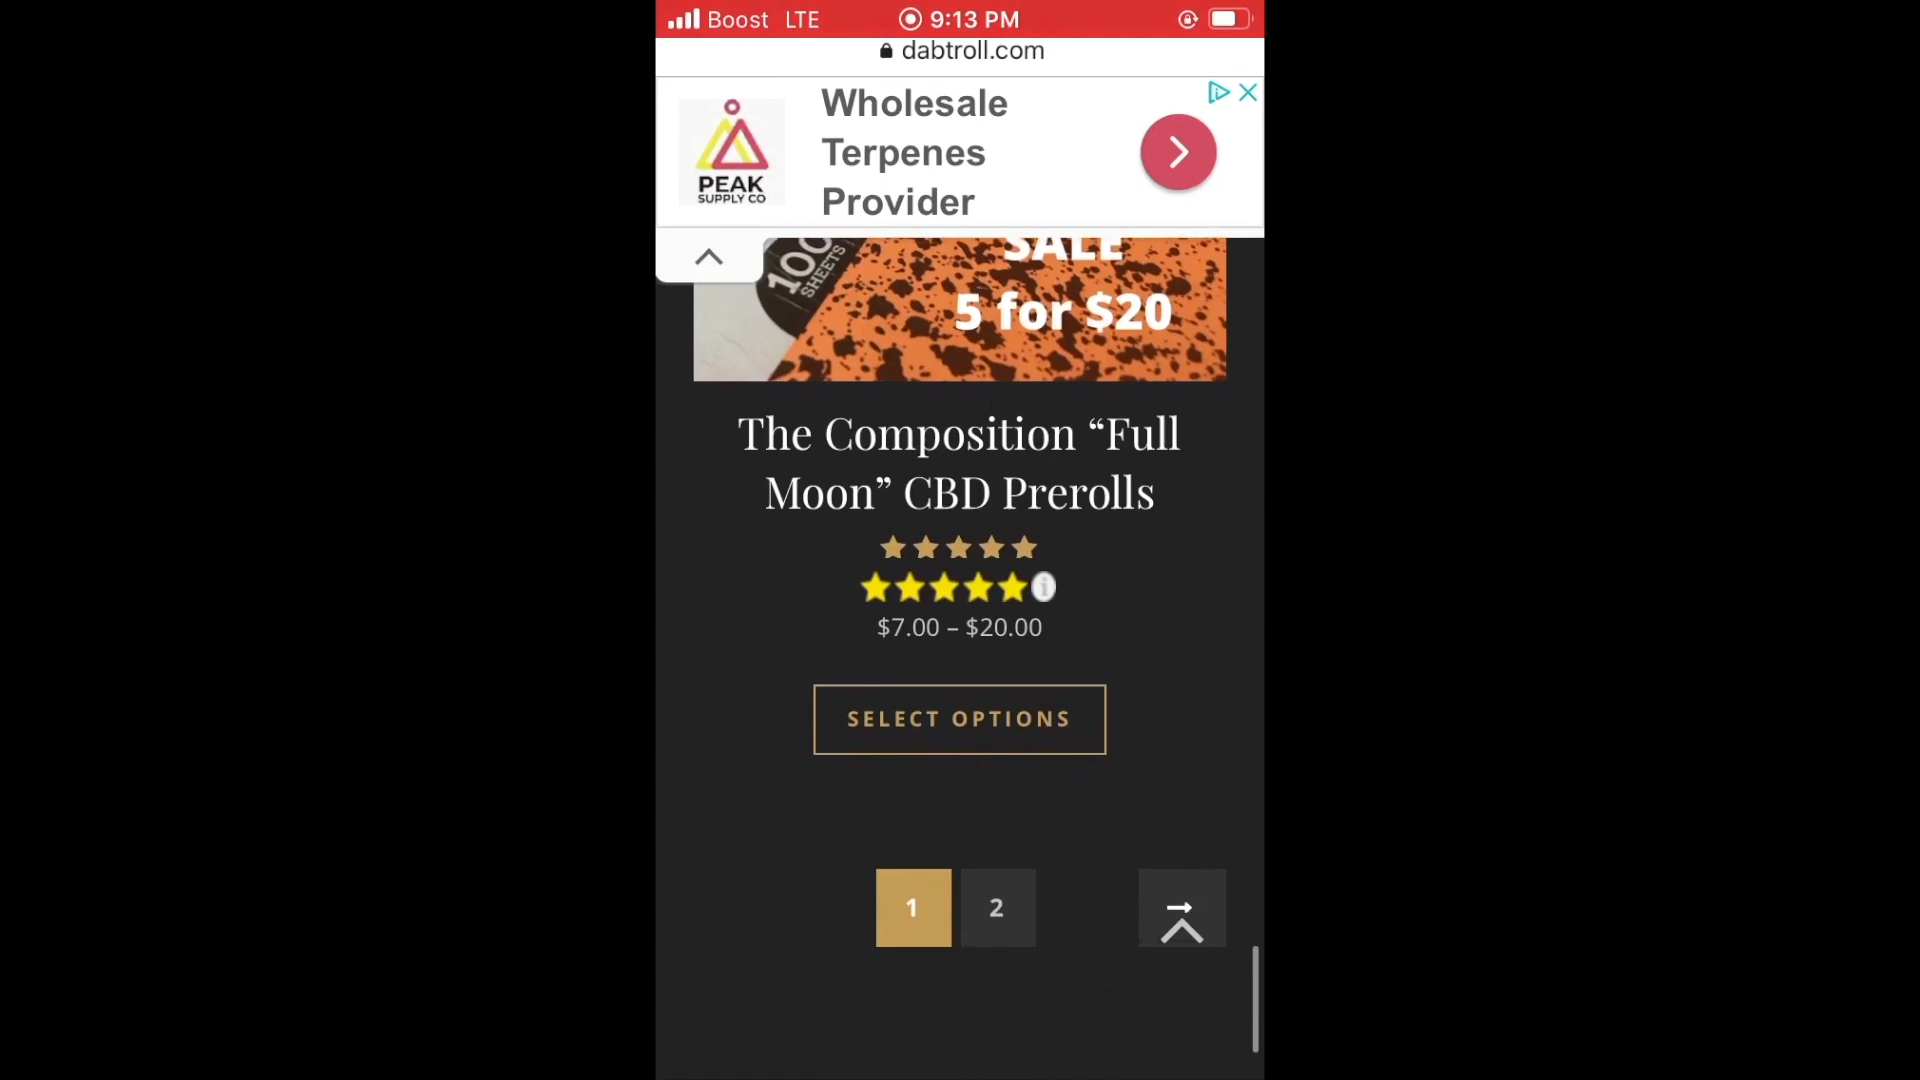 Boost LTE 9:13 PM
dabtroll.com
Wholesale
Terpenes
Provider
PEAK
SUPPLY CO
100
SHEETS
SALE
5 for $20
The Composition “Full
Moon” CBD Prerolls
$7.00 – $20.00
SELECT OPTIONS
1 2